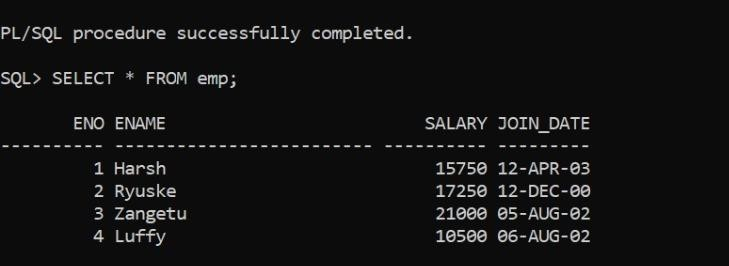 PL/SQL procedure successfully completed.
SQL> SELECT * FROM emp;
       ENO ENAME                         SALARY JOIN_DATE
---------- ------------------------- ---------- ---------
         1 Harsh                          15750 12-APR-03
         2 Ryuske                         17250 12-DEC-00
         3 Zangetu                        21000 05-AUG-02
         4 Luffy                          10500 06-AUG-02